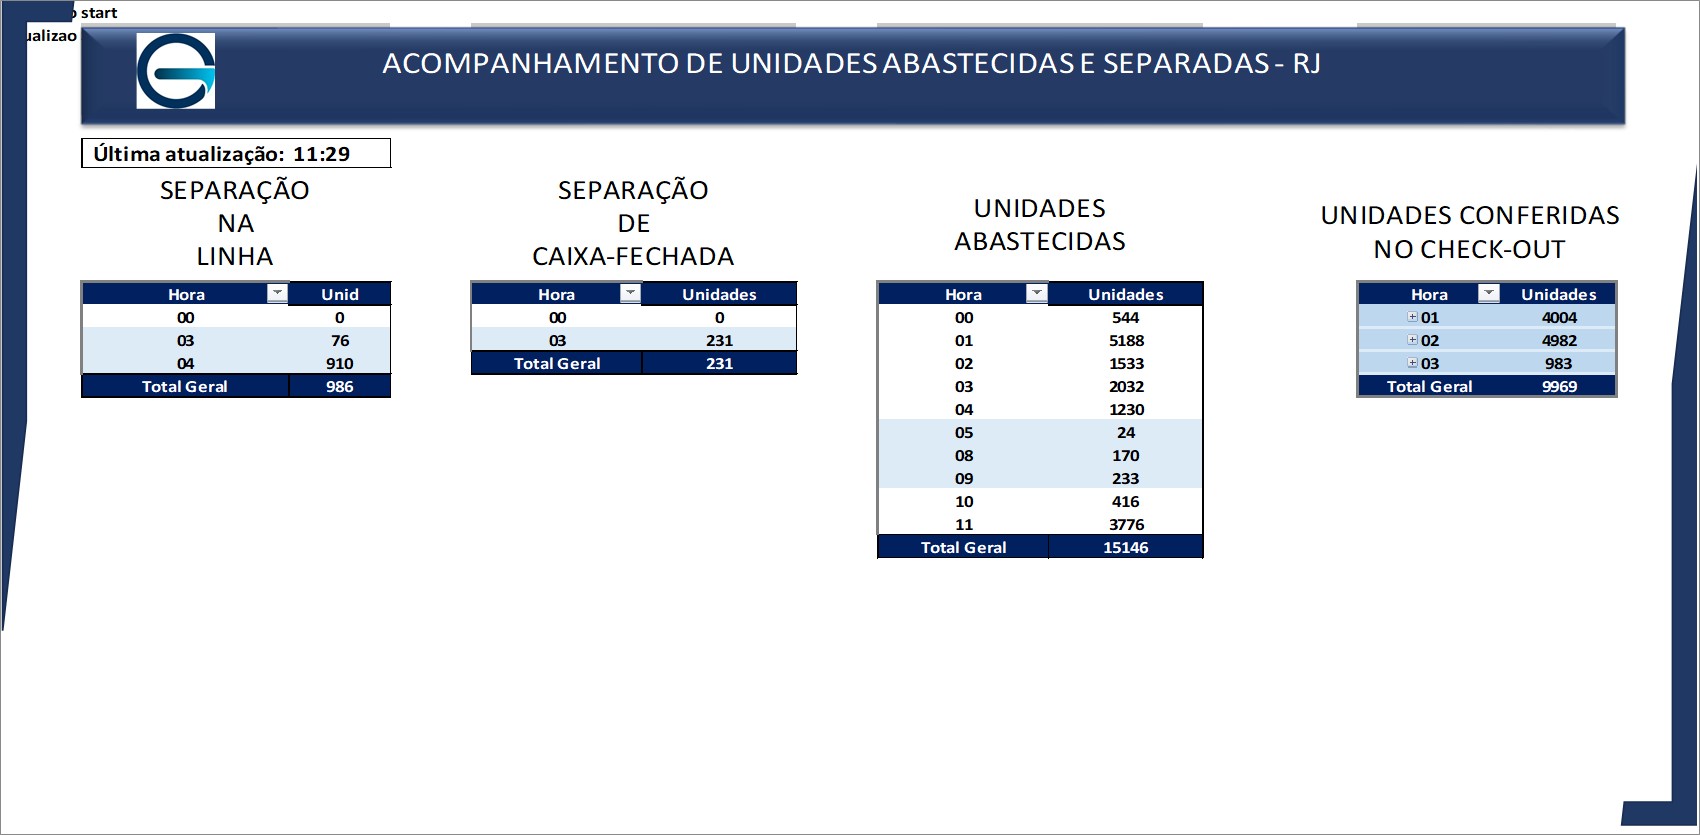 start
ualizao
ACOMPANHAMENTO DE UNIDADES ABASTECIDAS E SEPARADAS - RJ
Última atualização: 11:29
SEPARAÇÃO
NA
LINHA
Hora Unid
00 0
03 76
04 910
Total Geral 986
SEPARAÇÃO
DE
CAIXA-FECHADA
Hora Unidades
00 0
03 231
Total Geral 231
UNIDADES
ABASTECIDAS
Hora Unidades
00 544
01 5188
02 1533
03 2032
04 1230
05 24
08 170
09 233
10 416
11 3776
Total Geral 15146
UNIDADES CONFERIDAS
NO CHECK-OUT
Hora Unidades
01 4004
02 4982
03 983
Total Geral 9969